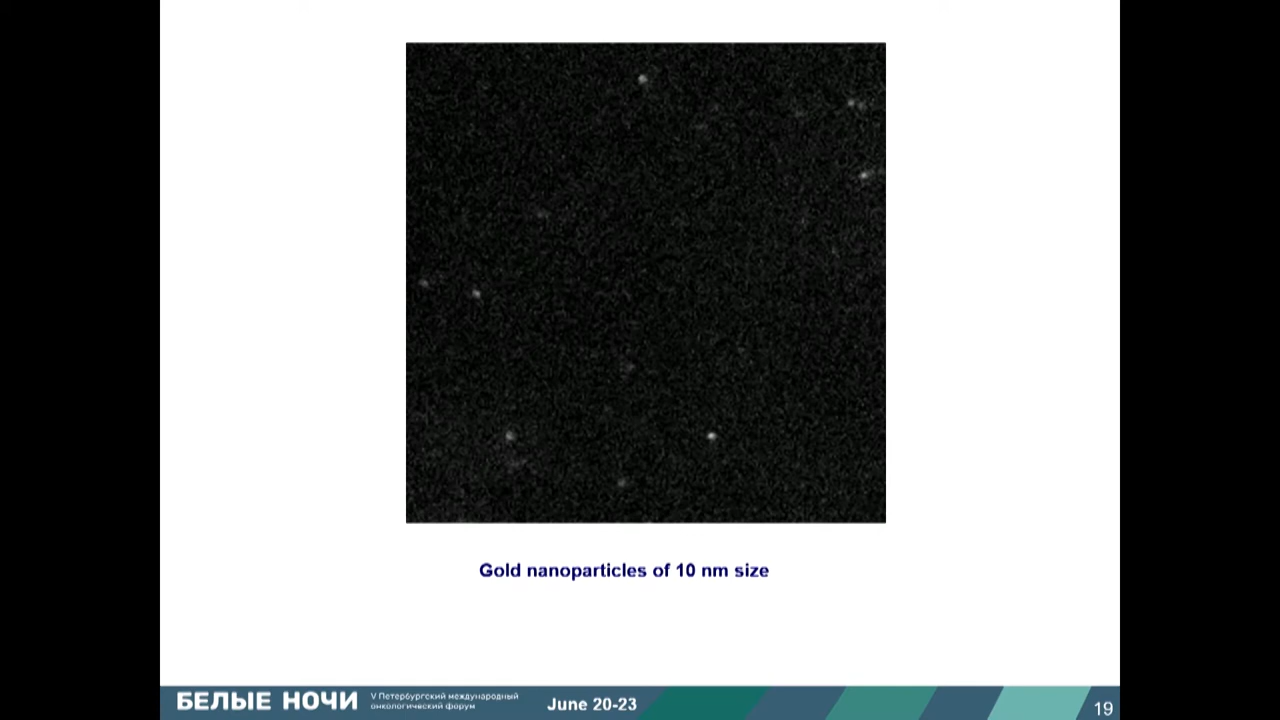 Gold nanoparticles of 10 nm size
БЕЛЫЕ НОЧИ
V Петербургский международный
онкологический форум
June 20-23
19